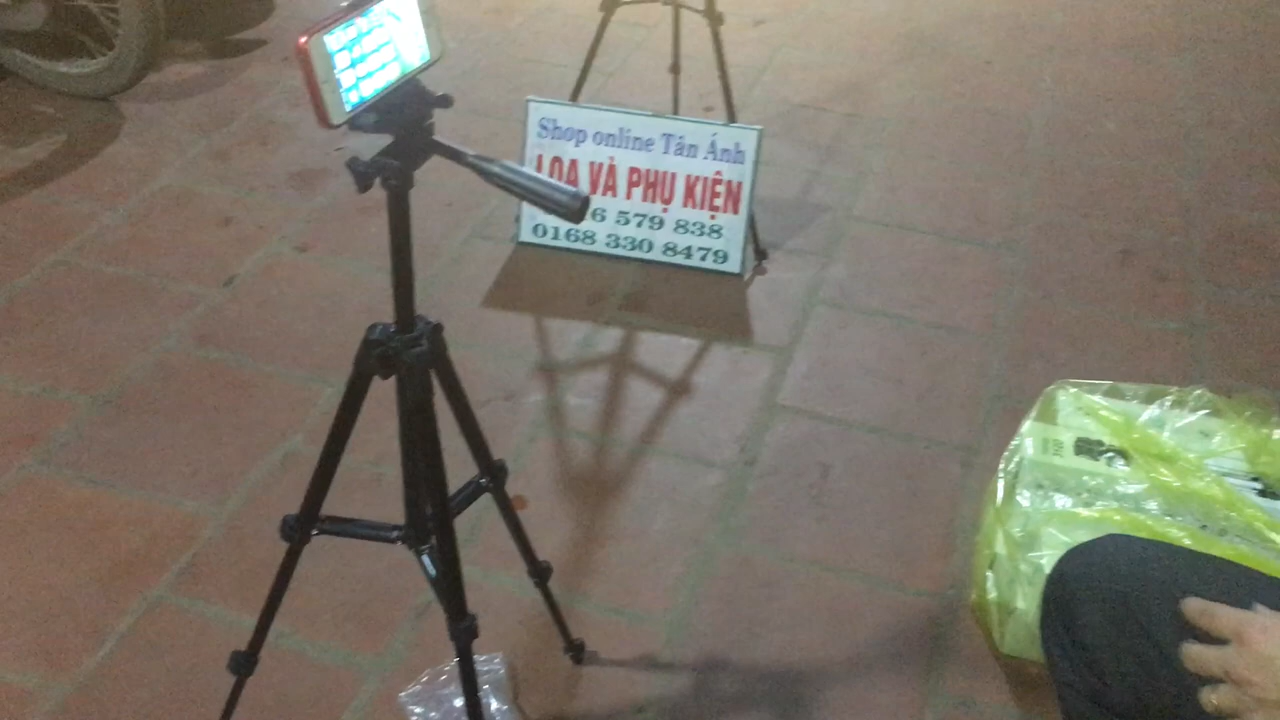 Shop online Tân Ánh
LOA VÀ PHỤ KIỆN
6 579 838
0168 330 8479